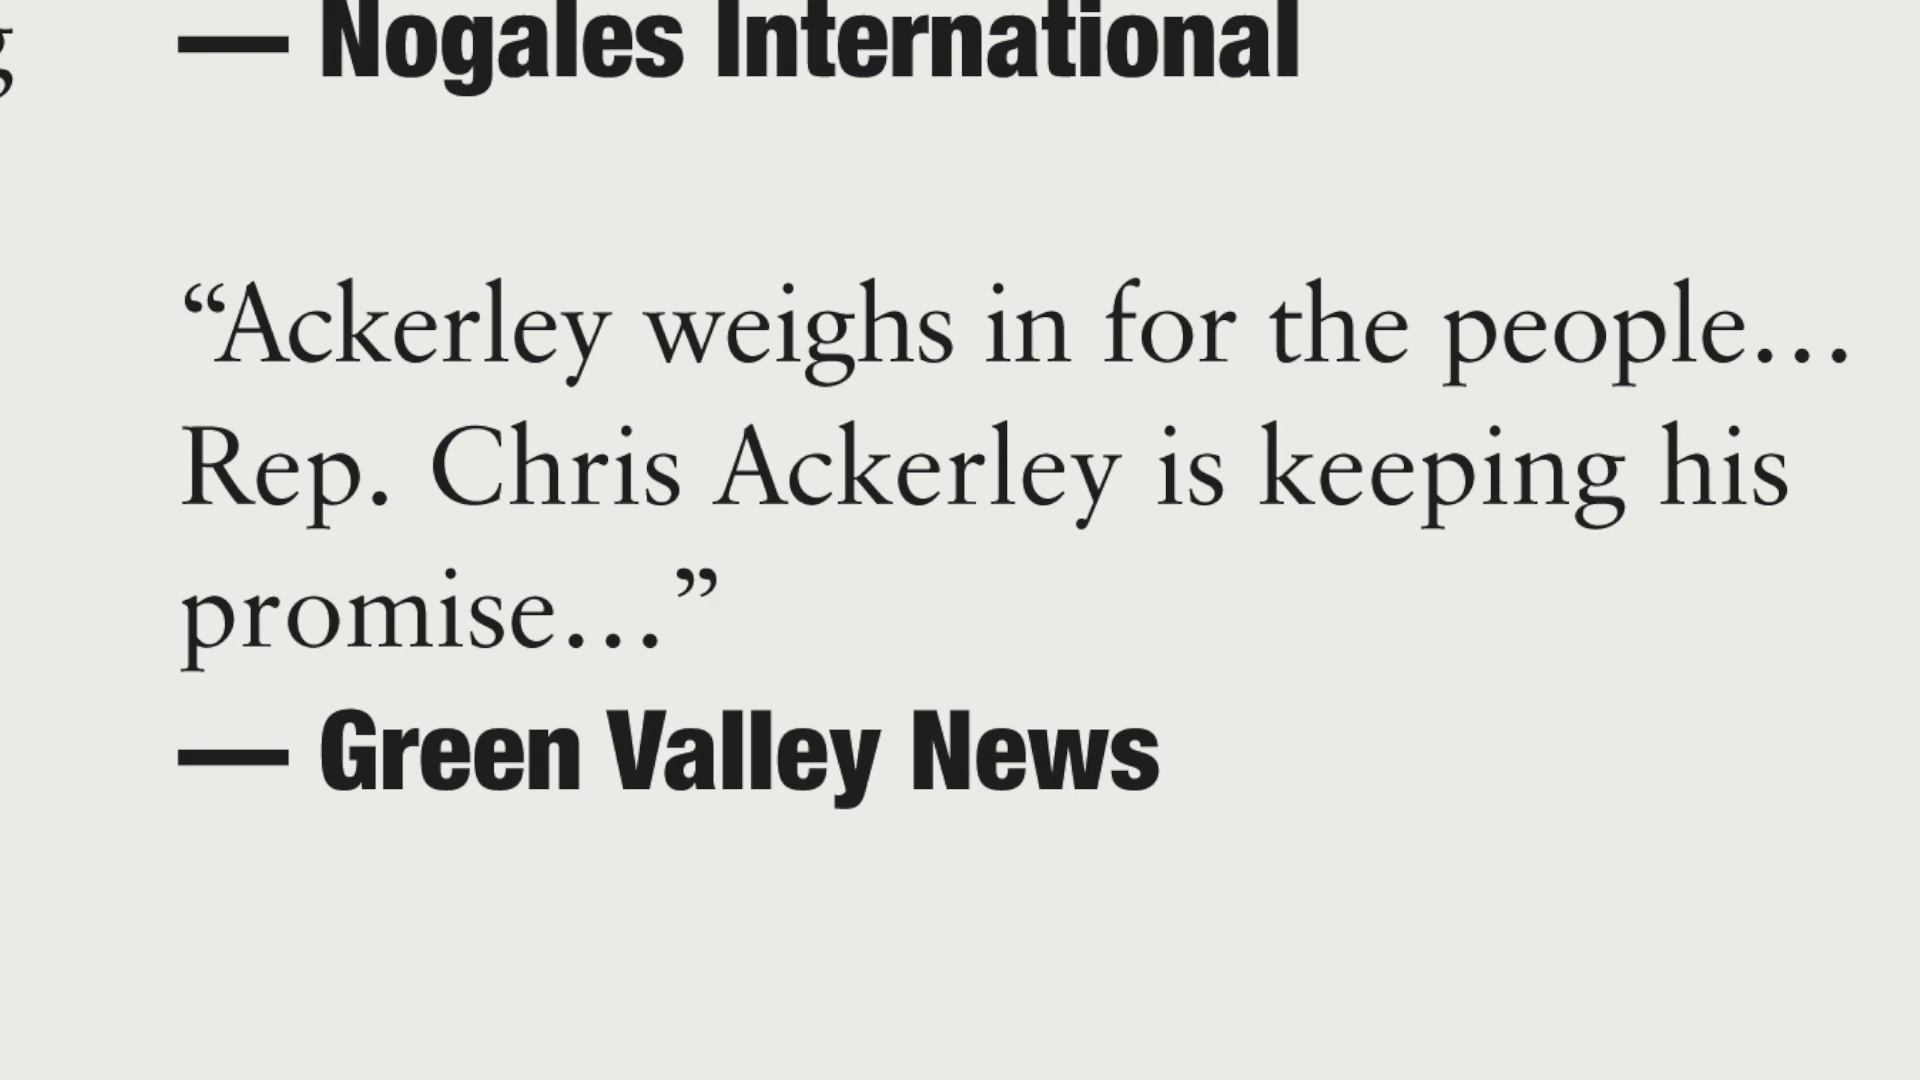 — Nogales International
“Ackerley weighs in for the people…
Rep. Chris Ackerley is keeping his
promise…”
— Green Valley News